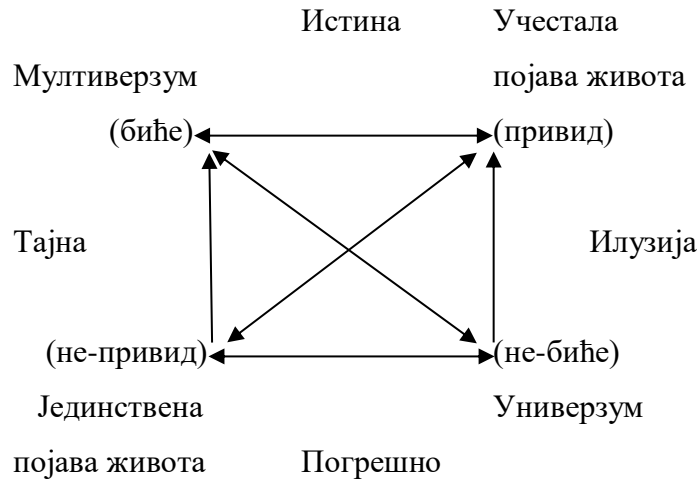 Истина Учестала
Мултиверзум појава живота
(биће) (привид)
Тајна Илузија
(не-привид) (не-биће)
Јединствена Универзум
појава живота Погрешно